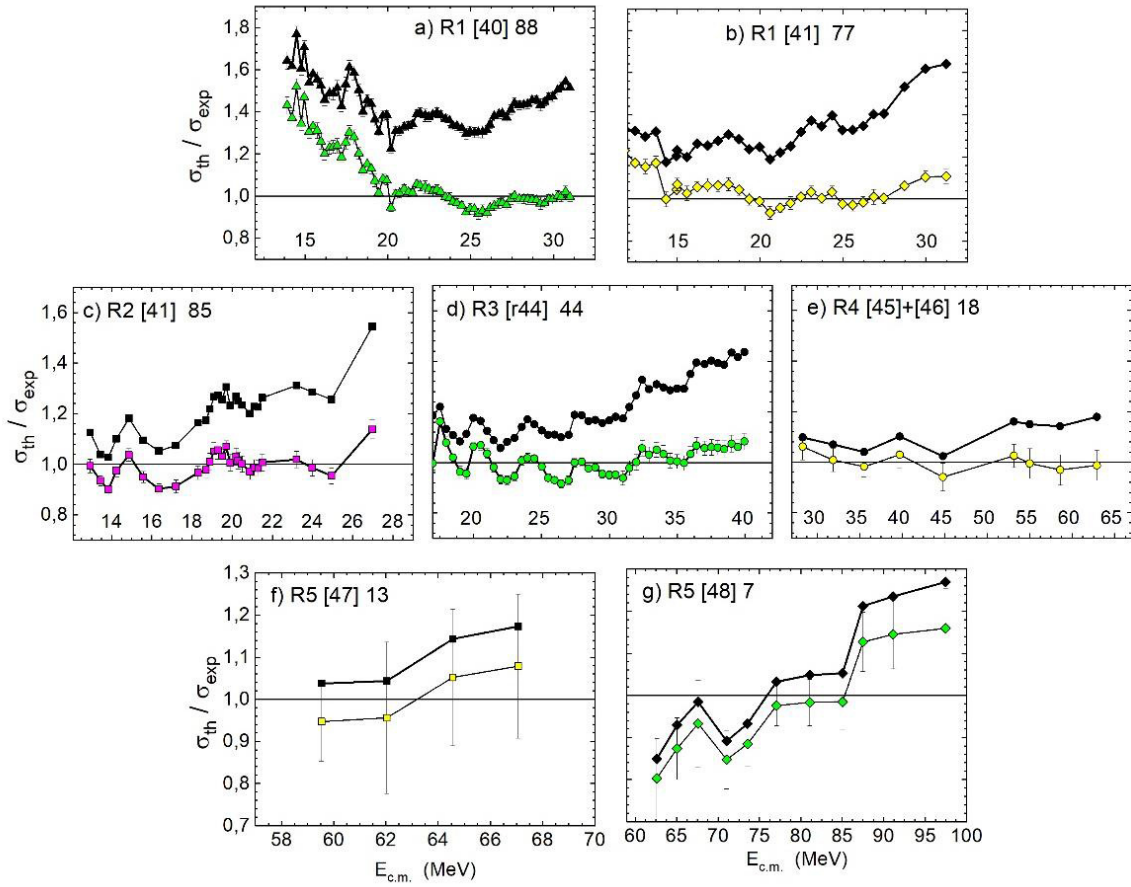 a) R1 [40] 88
1,8
1,6
1,4
1,2
1,0
0,8
σth / σexp
15 20 25 30
b) R1 [41] 77
15 20 25 30
c) R2 [41] 85
1,6
1,4
1,2
1,0
0,8
σth / σexp
14 16 18 20 22 24 26 28
d) R3 [r44] 44
20 25 30 35 40
e) R4 [45]+[46] 18
30 35 40 45 50 55 60 65
f) R5 [47] 13
1,3
1,2
1,1
1,0
0,9
0,8
0,7
σth / σexp
58 60 62 64 66 68 70
Ec.m. (MeV)
g) R5 [48] 7
60 65 70 75 80 85 90 95 100
Ec.m. (MeV)